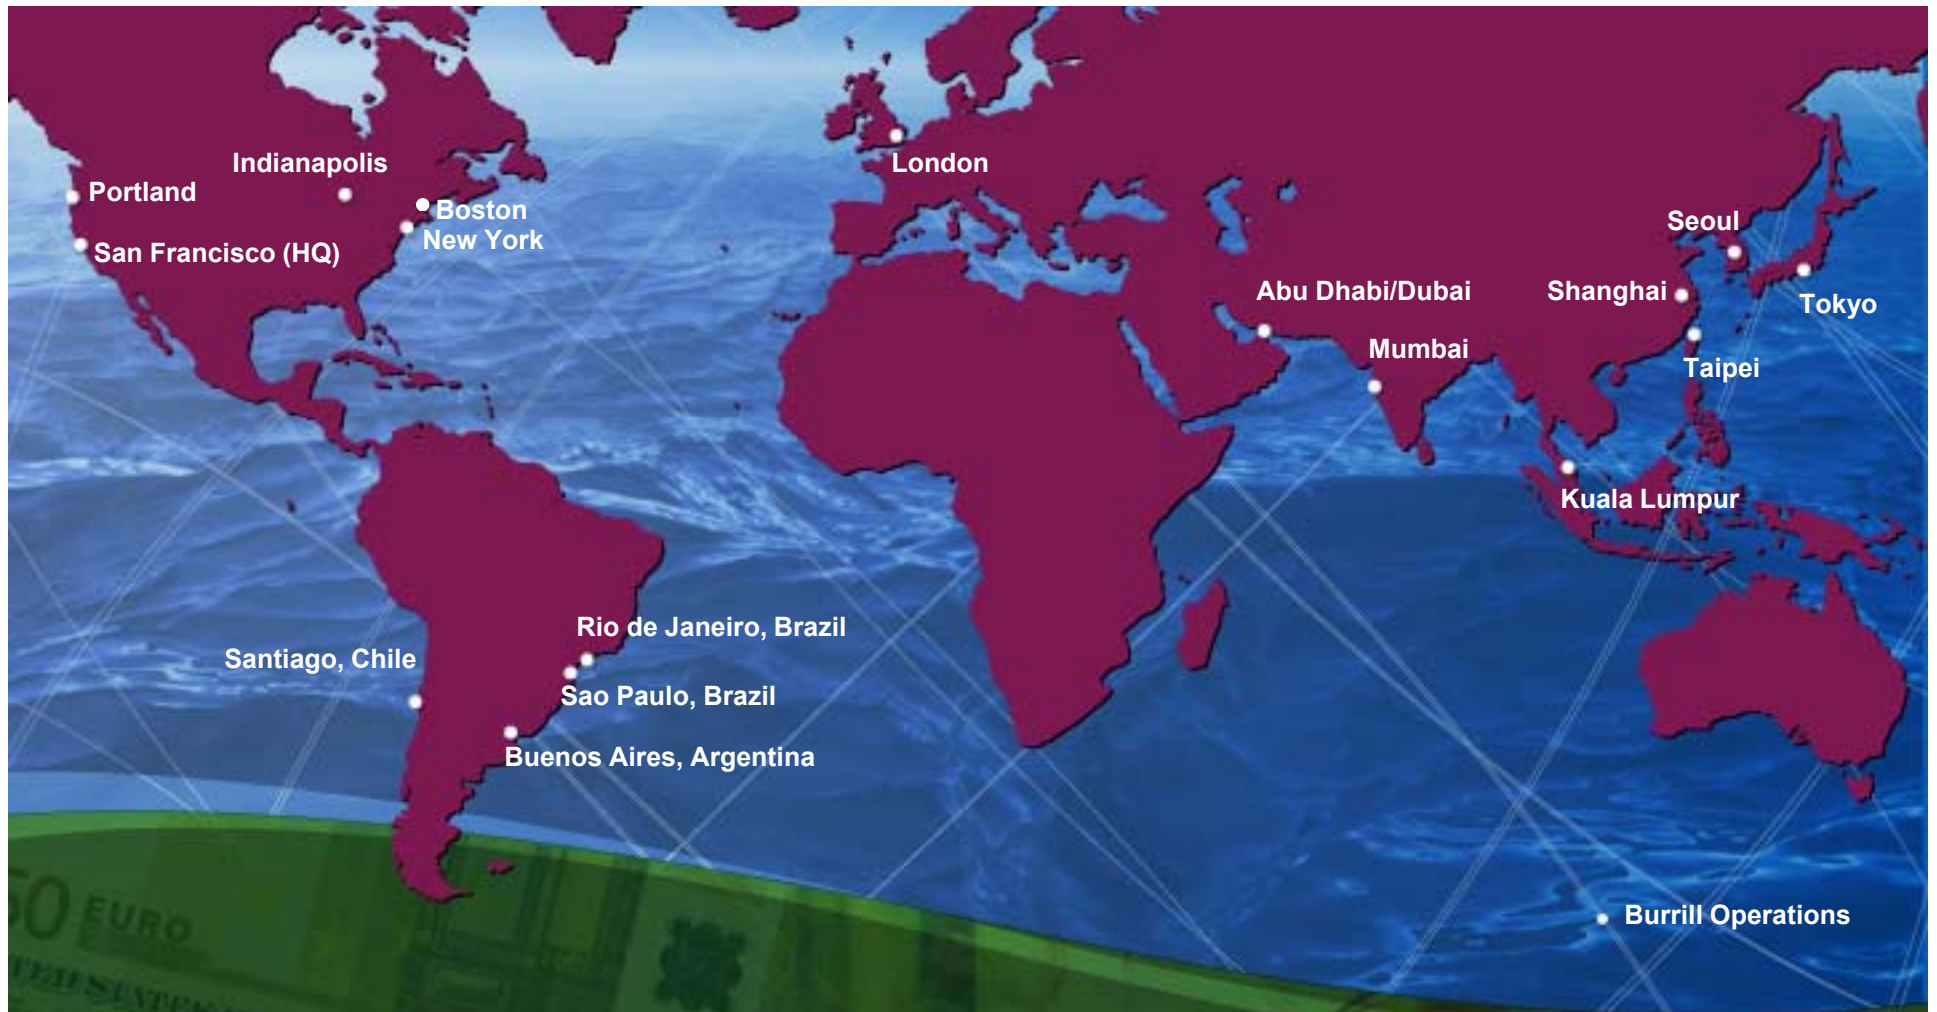 Indianapolis
London
Portland
Boston
New York
San Francisco (HQ)
Seoul
Abu Dhabi/Dubai
Shanghai
Tokyo
Mumbai
Taipei
Kuala Lumpur
Rio de Janeiro, Brazil
Santiago, Chile
Sao Paulo, Brazil
Buenos Aires, Argentina
Burrill Operations
50 EURO